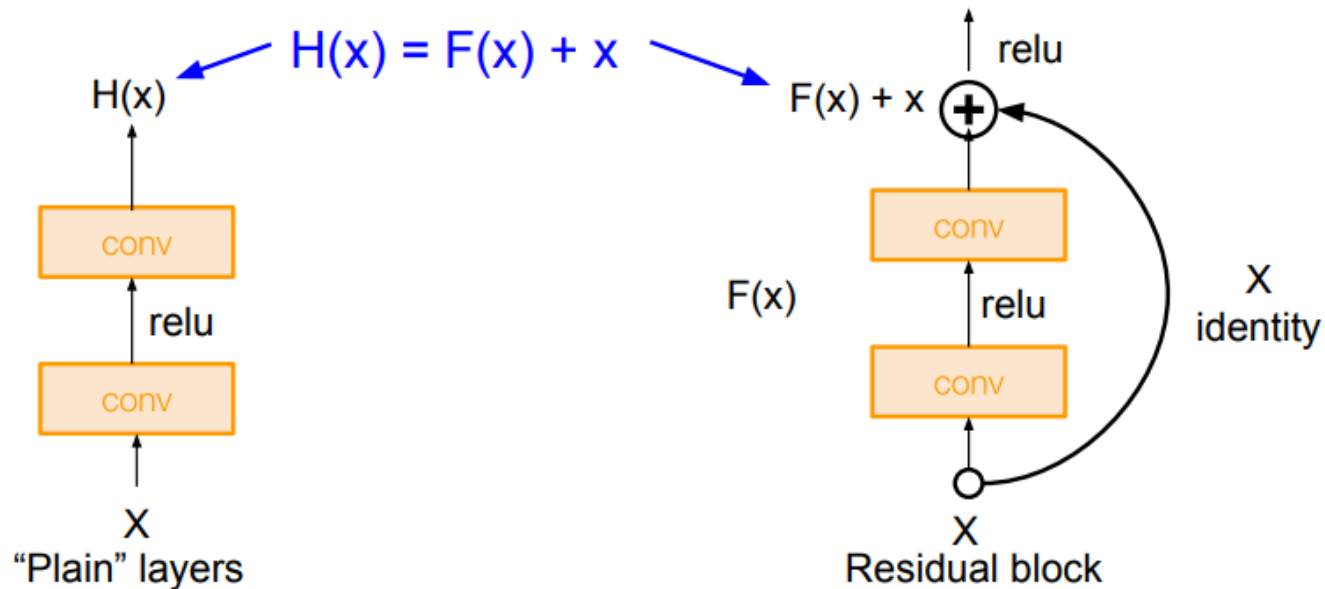 H(x) = F(x) + x
H(x)
conv
relu
conv
X
“Plain” layers
relu
F(x) + x
conv
F(x)
relu
X
identity
conv
X
Residual block